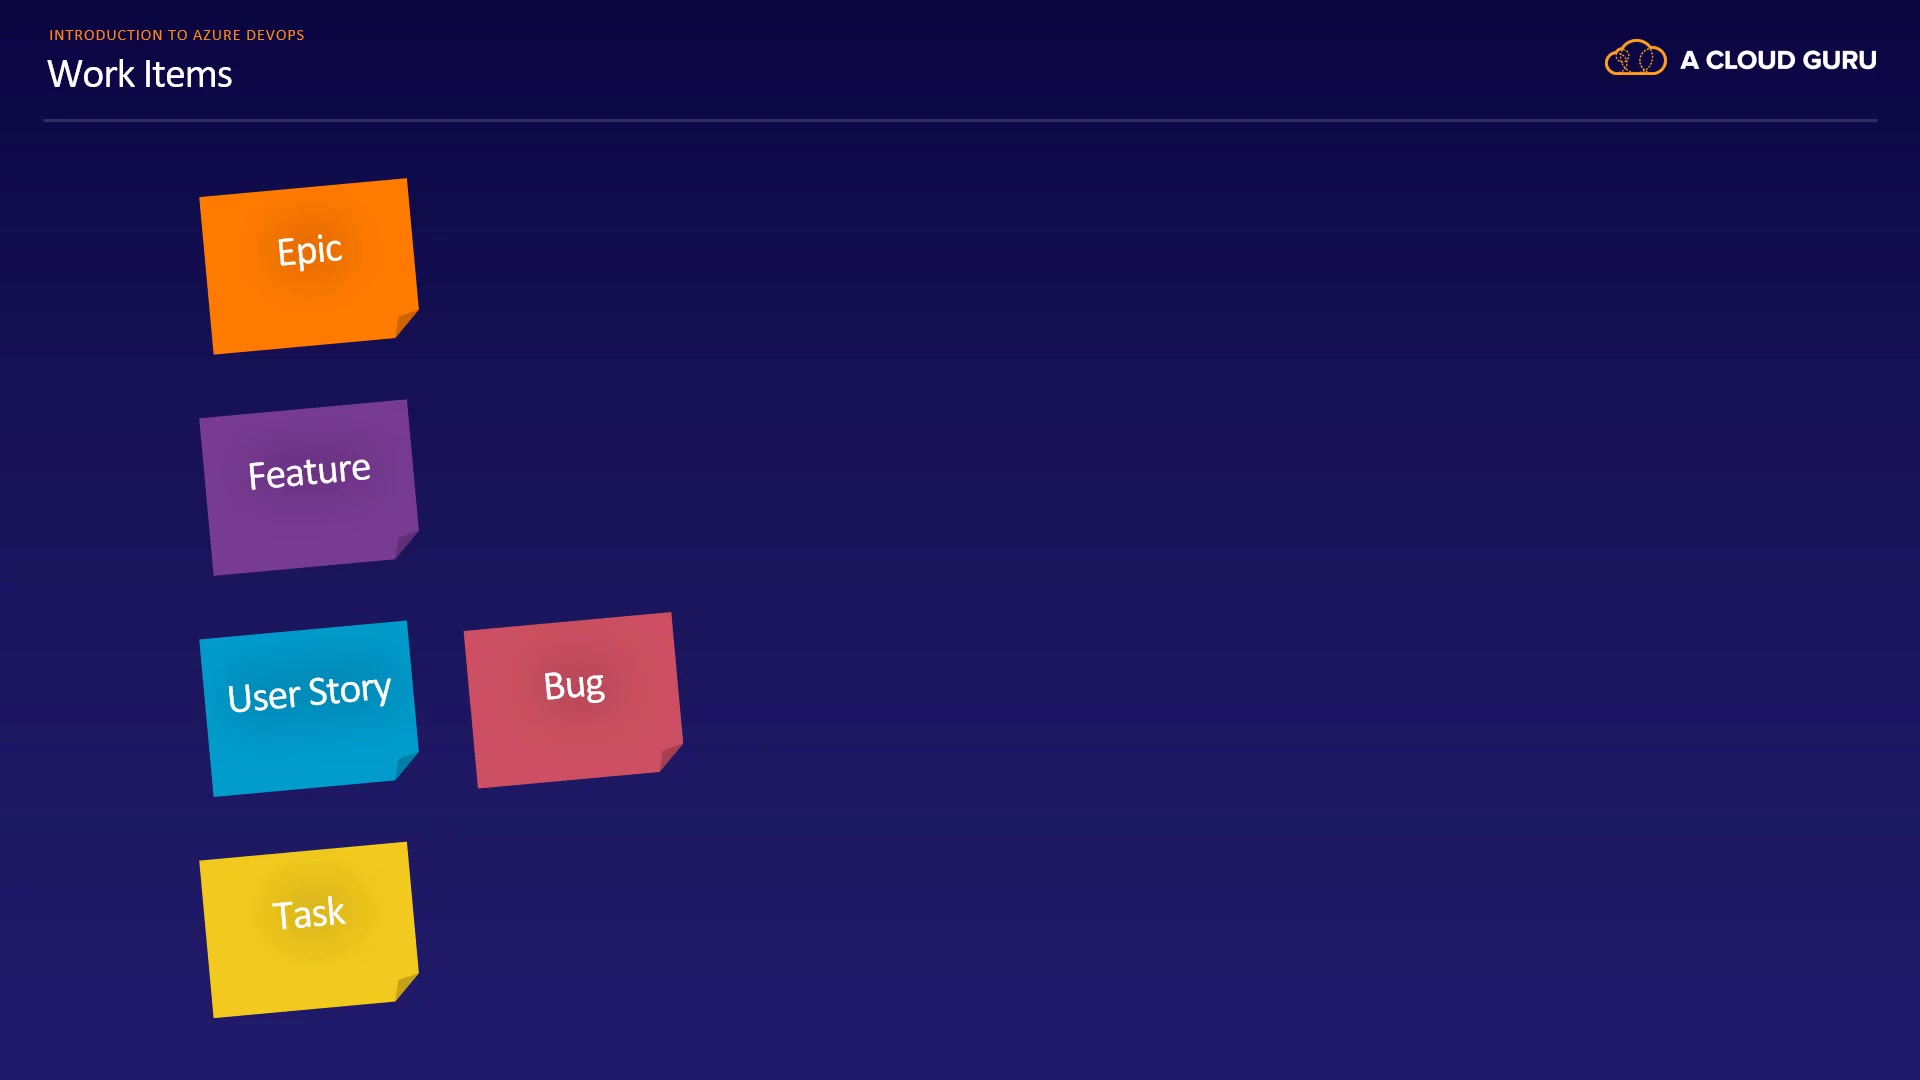 INTRODUCTION TO AZURE DEVOPS
Work Items
A CLOUD GURU
Epic
Feature
User Story
Bug
Task